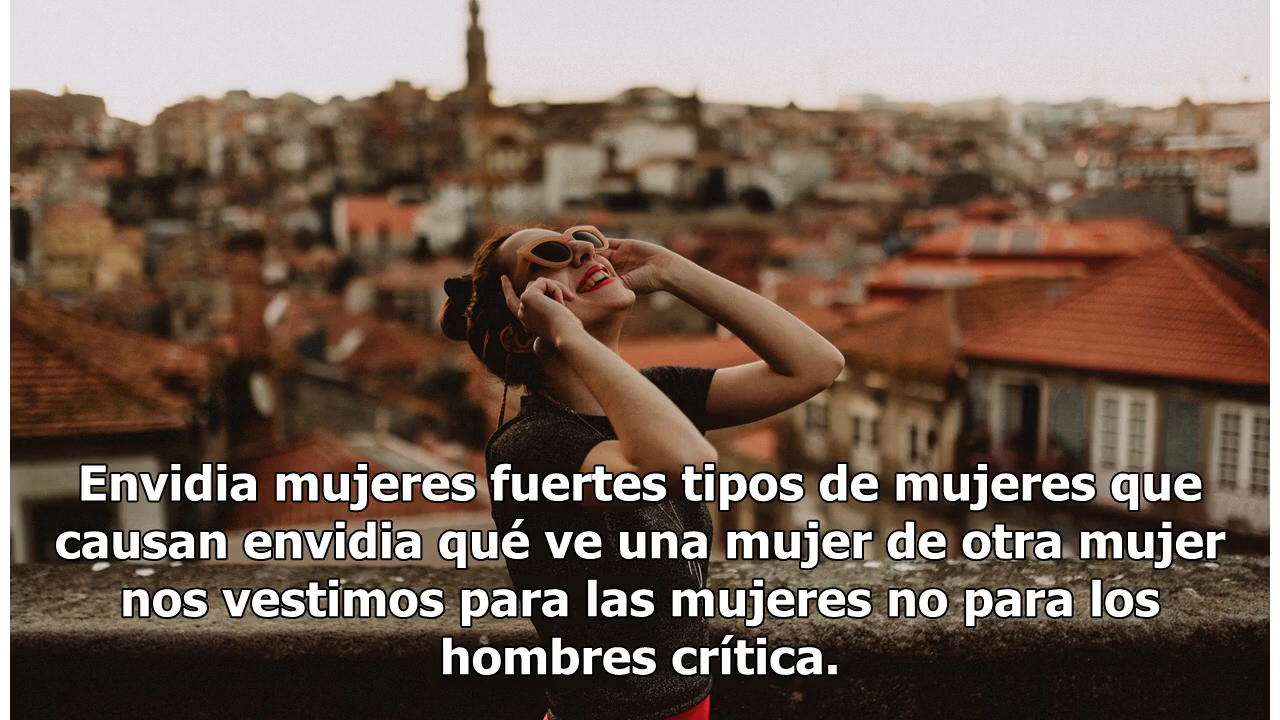 Envidia mujeres fuertes tipos de mujeres que
causan envidia qué ve una mujer de otra mujer
nos vestimos para las mujeres no para los
hombres crítica.